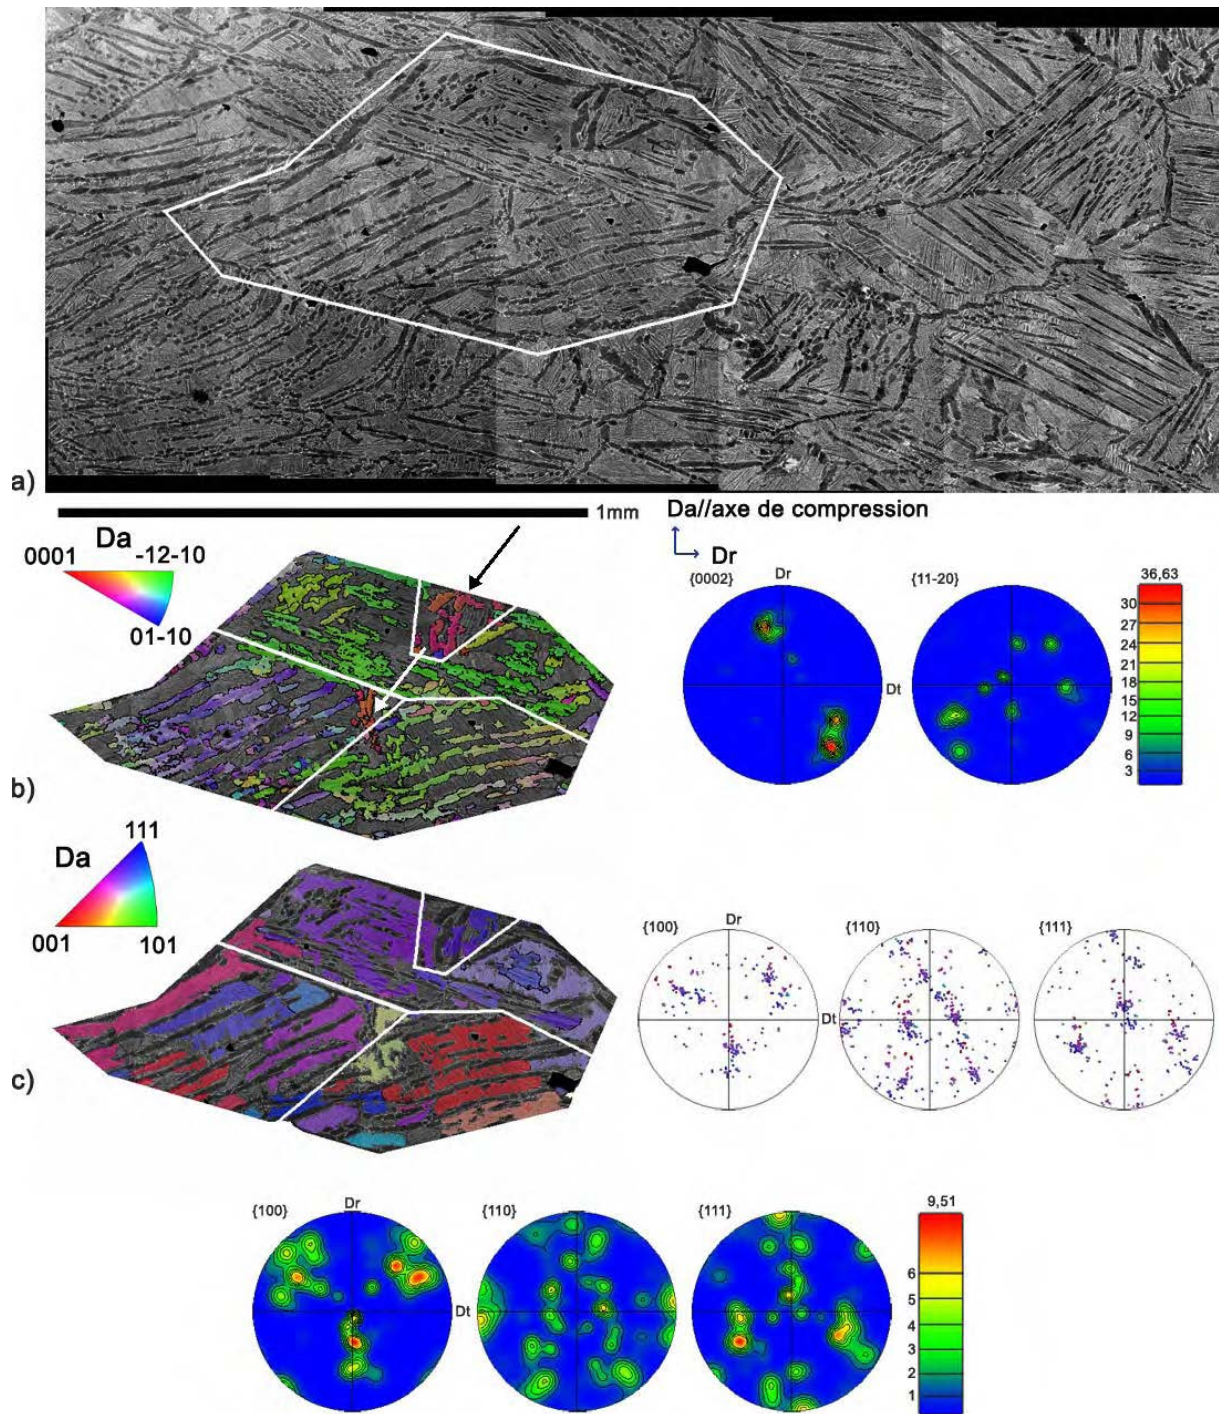 a)
1mm
Da//axe de compression
Dr
Da
0001 -12-10
01-10
{0002} Dr {11-20} 36,63
30
27
24
21
18
Dt
15
12
9
6
3
b)
Da
111
001 101
{100} Dr {110} {111}
Dt
c)
{100} Dr {110} {111} 9,51
6
5
Dt
4
3
2
1